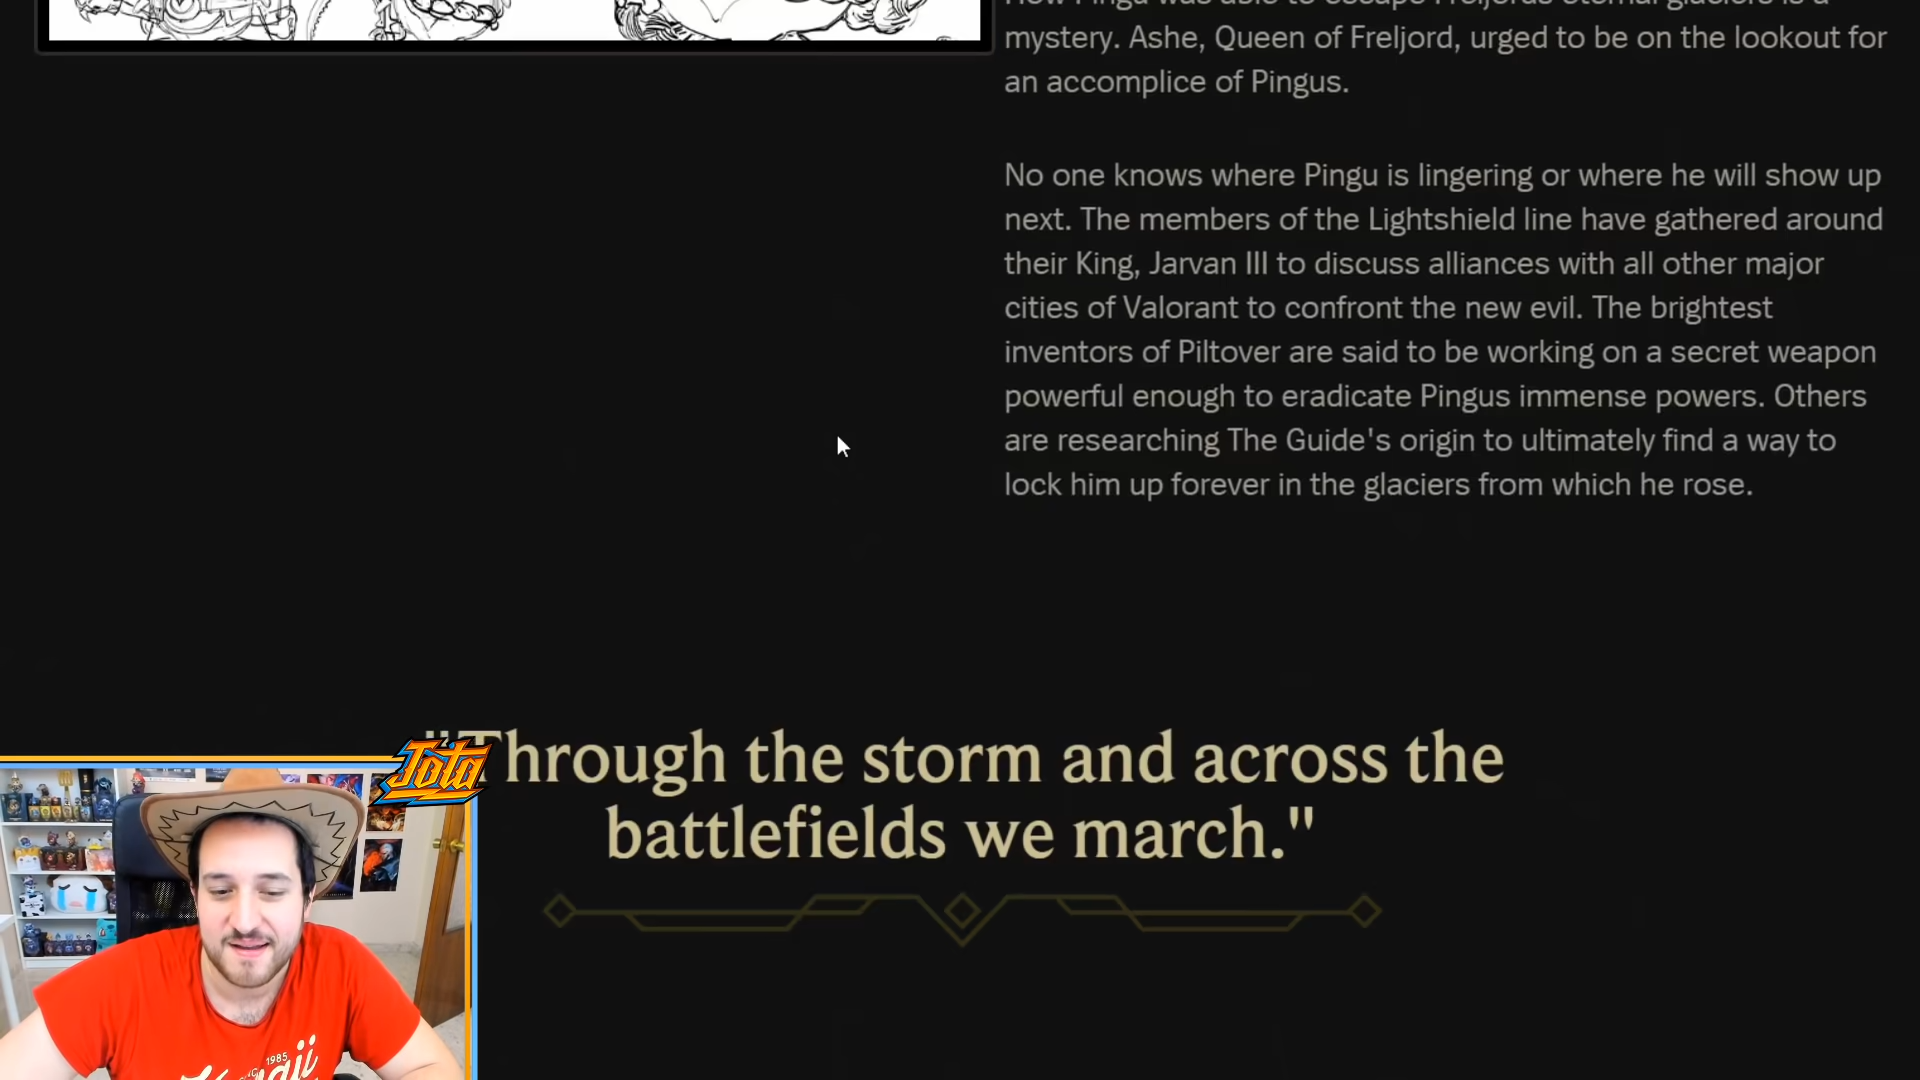 mystery. Ashe, Queen of Freljord, urged to be on the lookout for
an accomplice of Pingus.
No one knows where Pingu is lingering or where he will show up
next. The members of the Lightshield line have gathered around
their King, Jarvan III to discuss alliances with all other major
cities of Valorant to confront the new evil. The brightest
inventors of Piltover are said to be working on a secret weapon
powerful enough to eradicate Pingus immense powers. Others
are researching The Guide's origin to ultimately find a way to
lock him up forever in the glaciers from which he rose.
"Through the storm and across the
battlefields we march."
Jota
1985